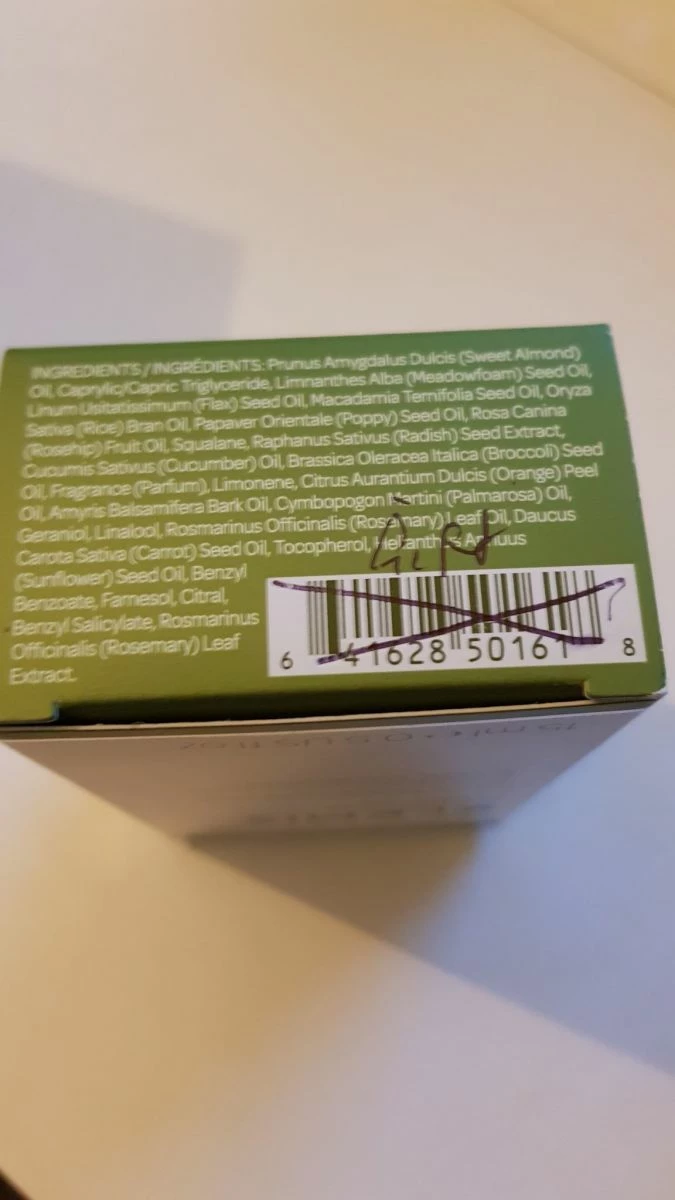 INGREDIENTS / INGRÉDIENTS: Prunus Amygdalus Dulcis (Sweet Almond)
Oil, Caprylic/Capric Triglyceride, Limnanthes Alba (Meadowfoam) Seed Oil,
Linum Usitatissimum (Flax) Seed Oil, Macadamia Ternifolia Seed Oil, Oryza
Sativa (Rice) Bran Oil, Papaver Orientale (Poppy) Seed Oil, Rosa Canina
(Rosehip) Fruit Oil, Squalane, Raphanus Sativus (Radish) Seed Extract,
Cucumis Sativus (Cucumber) Oil, Brassica Oleracea Italica (Broccoli) Seed
Oil, Fragrance (Parfum), Limonene, Citrus Aurantium Dulcis (Orange) Peel
Oil, Amyris Balsamifera Bark Oil, Cymbopogon Martini (Palmarosa) Oil,
Geraniol, Linalool, Rosmarinus Officinalis (Rosemary) Leaf Oil, Daucus
Carota Sativa (Carrot) Seed Oil, Tocopherol, Helianthus Annuus
(Sunflower) Seed Oil, Benzyl
Benzoate, Farnesol, Citral,
Benzyl Salicylate, Rosmarinus
Officinalis (Rosemary) Leaf
Extract.
Gift
6 41628 50161 8